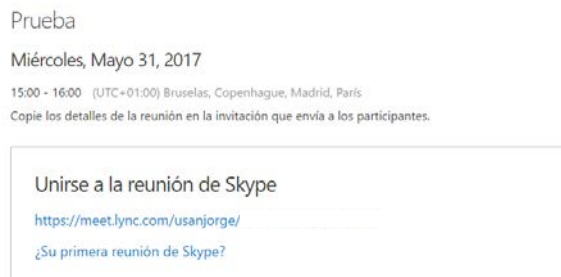 Prueba
Miércoles, Mayo 31, 2017
15:00 - 16:00 (UTC+01:00) Bruselas, Copenhague, Madrid, París
Copie los detalles de la reunión en la invitación que envía a los participantes.
Unirse a la reunión de Skype
https://meet.lync.com/usanjorge/
¿Su primera reunión de Skype?